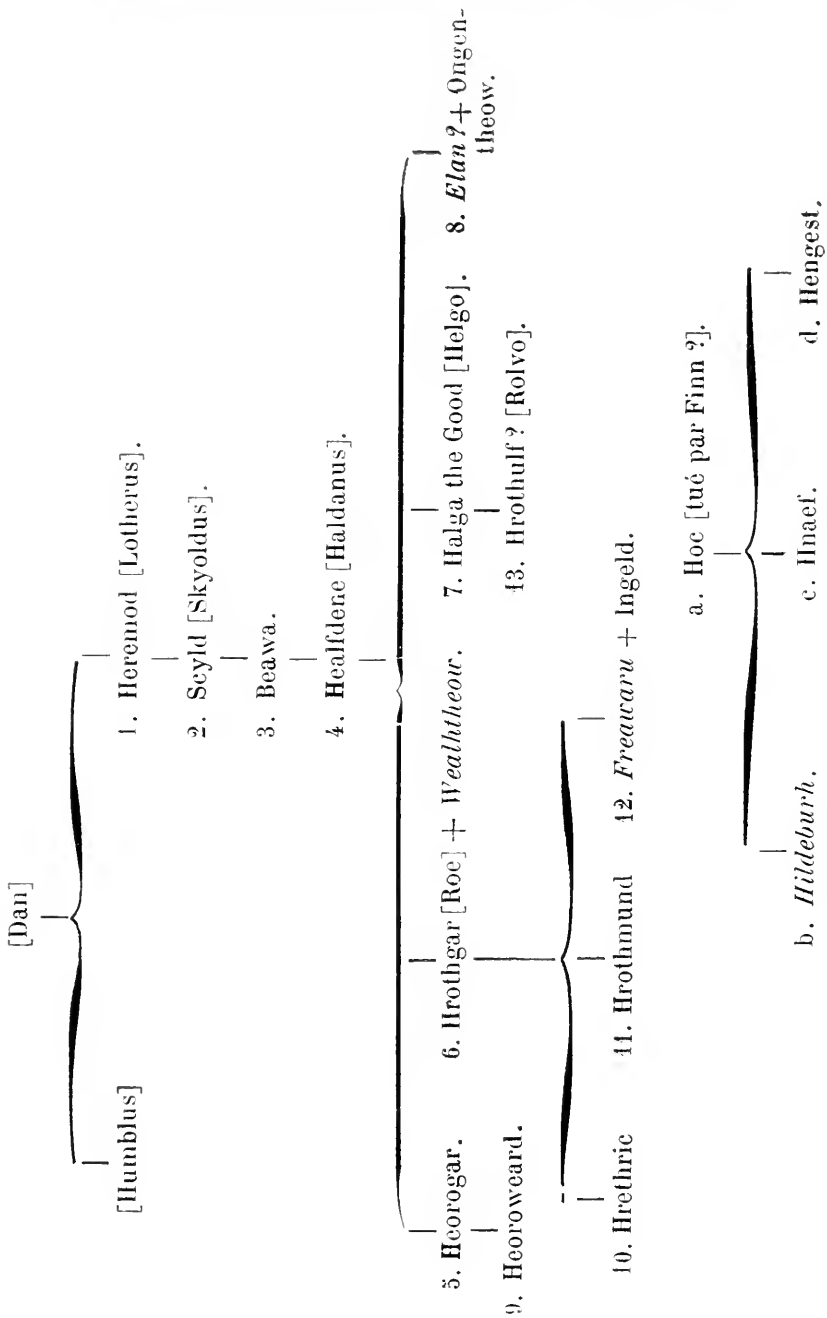 [Dan]
[Humblus]
1. Heremod [Lotherus].
2. Scyld [Skyoldus].
3. Beawa.
4. Healfdene [Haldanus].
5. Heorogar.
6. Hrothgar [Roe] + Wealhtheow.
7. Halga the Good [Helgo].
8. Elan ? + Ongen-
theow.
9. Heoroweard.
13. Hrothulf ? [Rolvo].
10. Hrethric
11. Hrothmund
12. Freawaru + Ingeld.
a. Hoc [tué par Finn ?].
b. Hildeburh.
c. Hnaef.
d. Hengest.